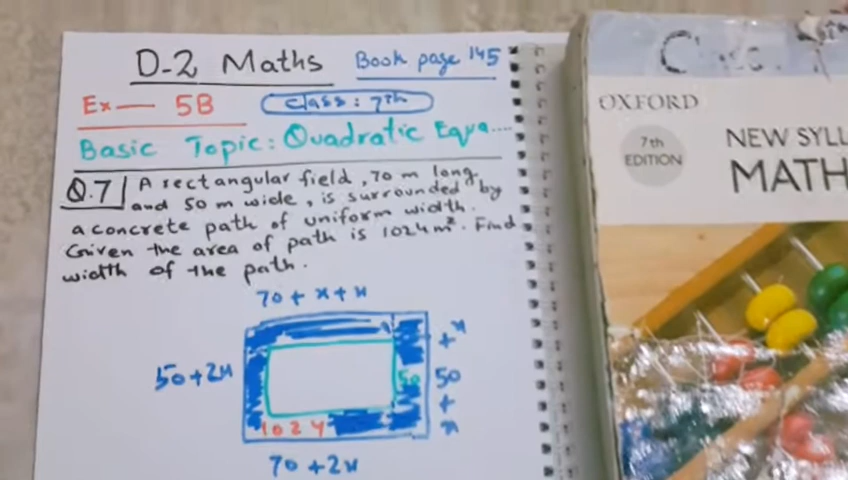 D-2 Maths Book page 145
Ex — 5B class: 7th
Basic Topic: Quadratic Equa....
Q.7 A rectangular field, 70 m long,
and 50 m wide, is surrounded by
a concrete path of uniform width.
Given the area of path is 1024 m². Find
width of the path.
70 + x + x
50+2x
+x
50
50
+
x
1024
70 + 2x
OXFORD
7th
EDITION
NEW SYLL
MATH